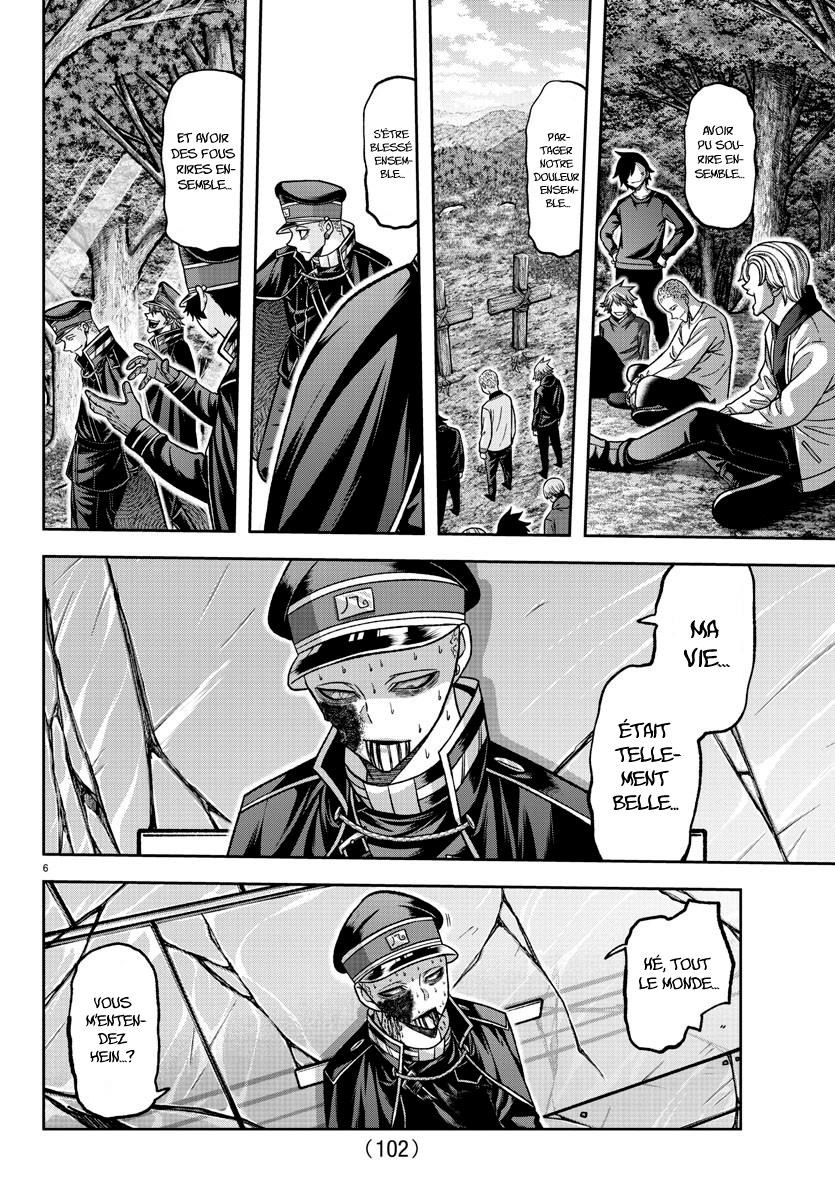 AVOIR
PU SOU-
RIRE EN-
SEMBLE...
PAR-
TAGER
NOTRE
DOULEUR
ENSEM-
BLE...
S'ÊTRE
BLESSÉ
ENSEM-
BLE...
ET AVOIR
DES FOUS
RIRES EN-
SEMBLE...
MA
VIE...
ÉTAIT
TELLE-
MENT
BELLE...
6
HÉ, TOUT
LE MONDE...
VOUS
M'ENTEN-
DEZ
HEIN...?
(102)